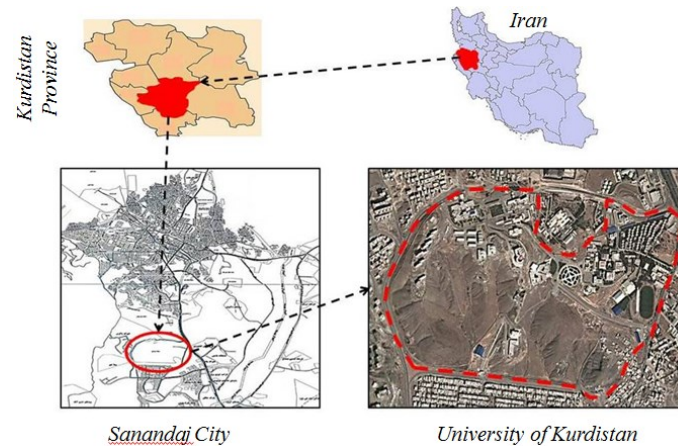 Kurdistan
Province
Iran
Sanandaj City
University of Kurdistan